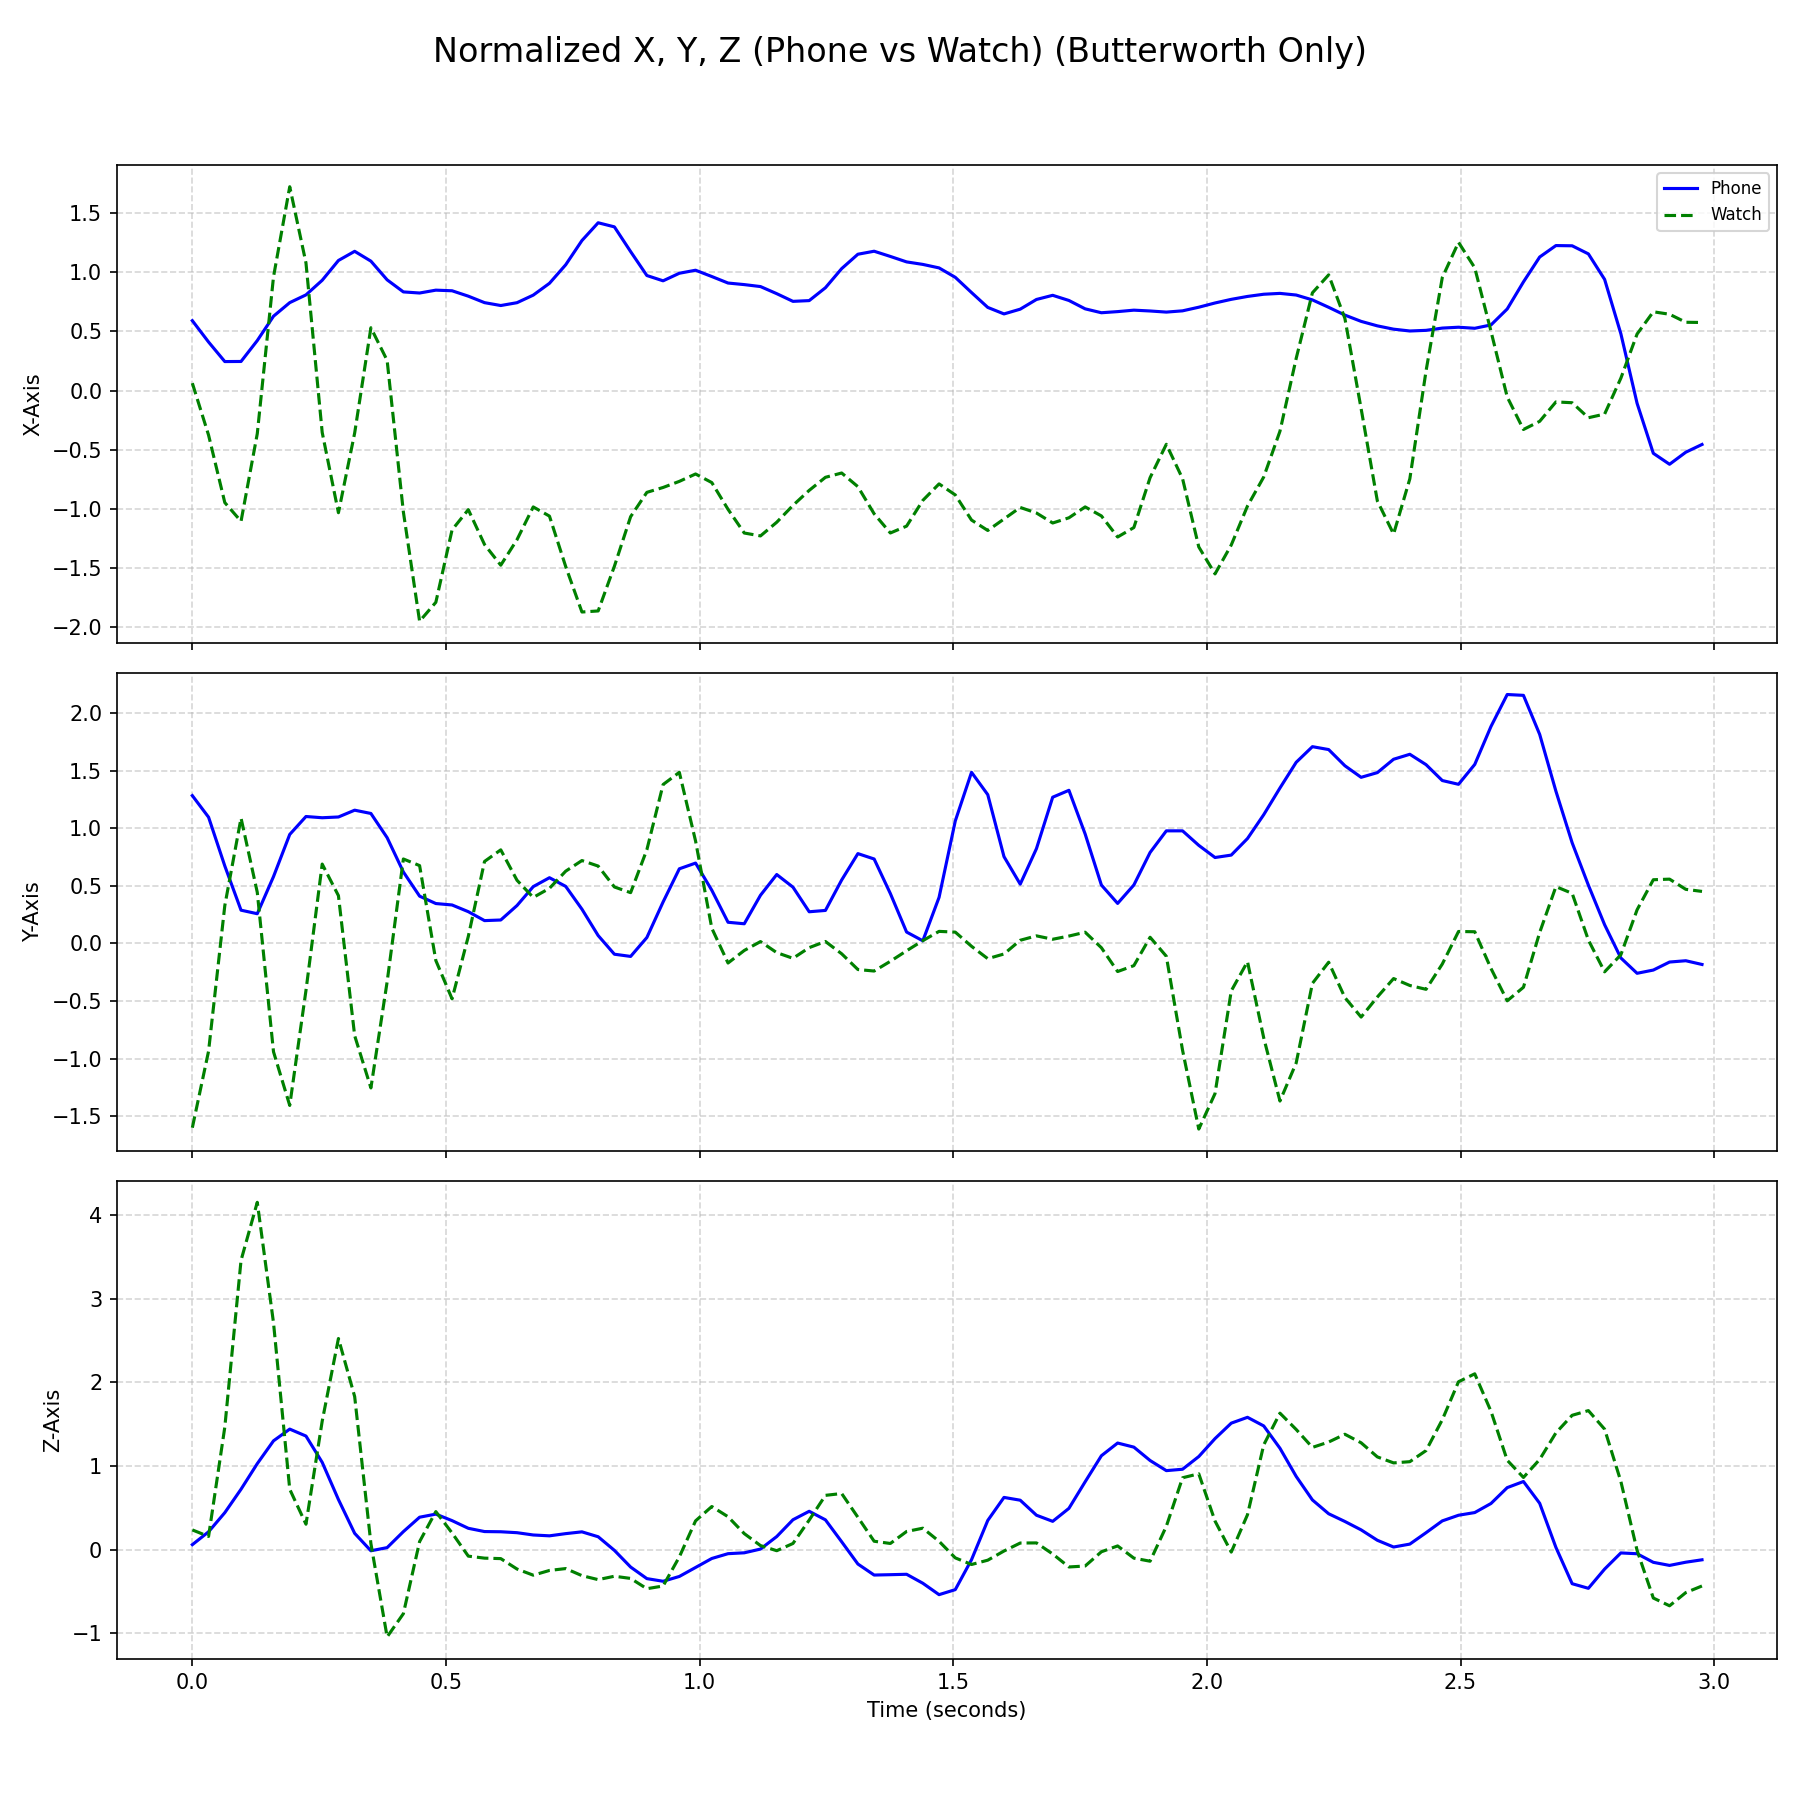 Normalized X, Y, Z (Phone vs Watch) (Butterworth Only)
Phone
Watch
1.5
1.0
0.5
0.0
−0.5
−1.0
−1.5
−2.0
X-Axis
2.0
1.5
1.0
0.5
0.0
−0.5
−1.0
−1.5
Y-Axis
4
3
2
1
0
−1
Z-Axis
0.0 0.5 1.0 1.5 2.0 2.5 3.0
Time (seconds)